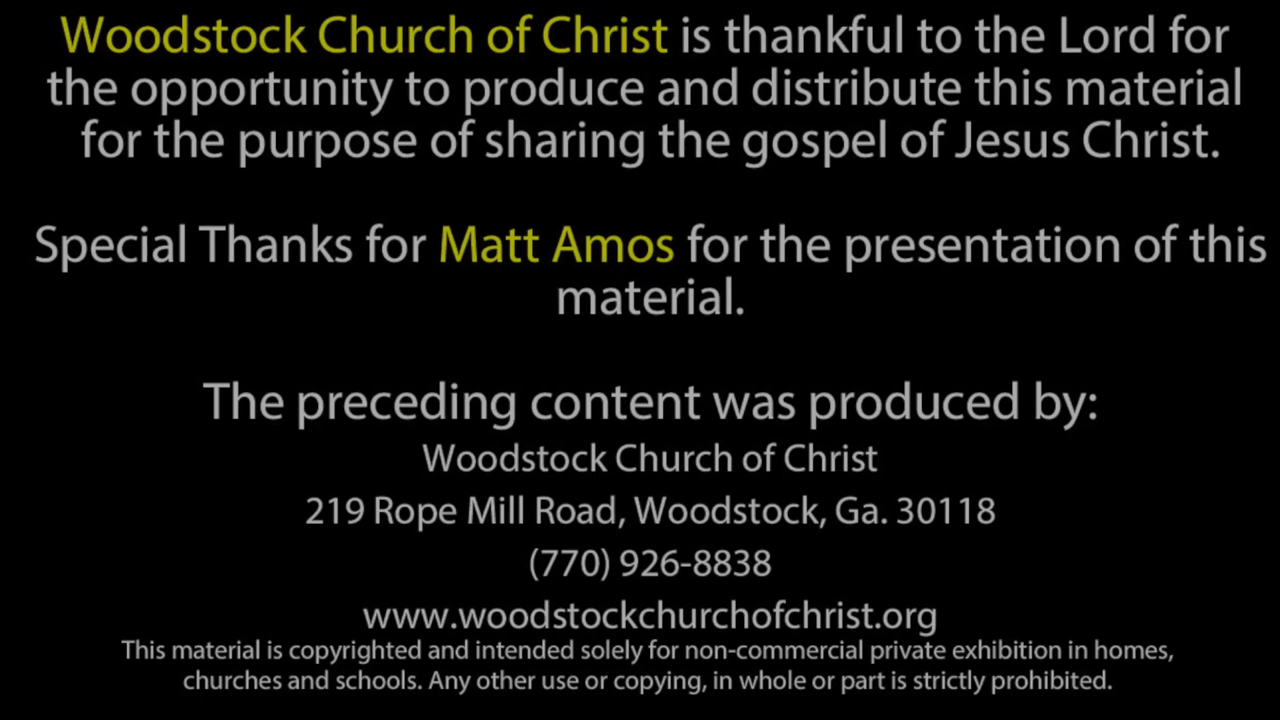 Woodstock Church of Christ is thankful to the Lord for
the opportunity to produce and distribute this material
for the purpose of sharing the gospel of Jesus Christ.
Special Thanks for Matt Amos for the presentation of this
material.
The preceding content was produced by:
Woodstock Church of Christ
219 Rope Mill Road, Woodstock, Ga. 30118
(770) 926-8838
www.woodstockchurchofchrist.org
This material is copyrighted and intended solely for non-commercial private exhibition in homes,
churches and schools. Any other use or copying, in whole or part is strictly prohibited.